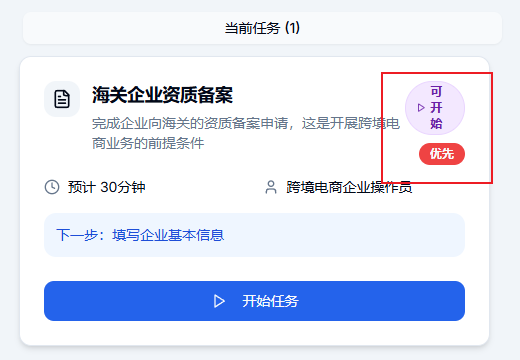 当前任务 (1)
海关企业资质备案
完成企业向海关的资质备案申请，这是开展跨境电
商业务的前提条件
可
开
始
优先
预计 30分钟
跨境电商企业操作员
下一步：填写企业基本信息
开始任务